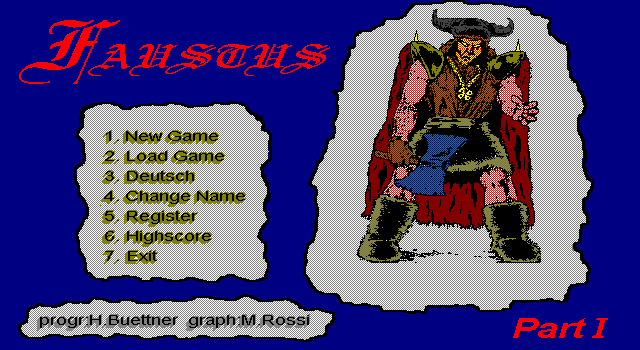 FAUSTUS
1. New Game
2. Load Game
3. Deutsch
4. Change Name
5. Register
6. Highscore
7. Exit
progr:H.Buettner graph:M.Rossi
Part I